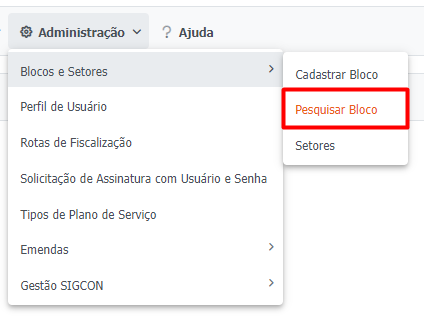 Administração
Ajuda
Blocos e Setores
Perfil de Usuário
Rotas de Fiscalização
Solicitação de Assinatura com Usuário e Senha
Tipos de Plano de Serviço
Emendas
Gestão SIGCON
Cadastrar Bloco
Pesquisar Bloco
Setores